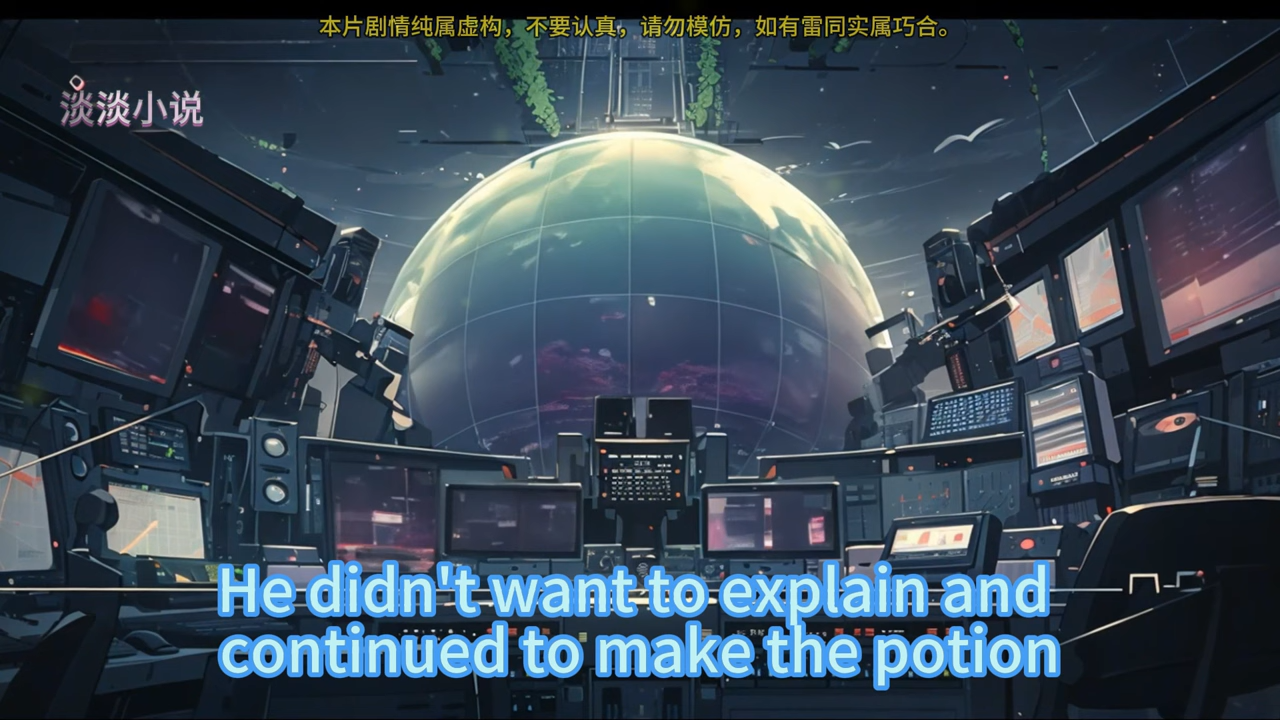 本片剧情纯属虚构，不要认真，请勿模仿，如有雷同实属巧合。
淡淡小说
He didn't want to explain and
continued to make the potion